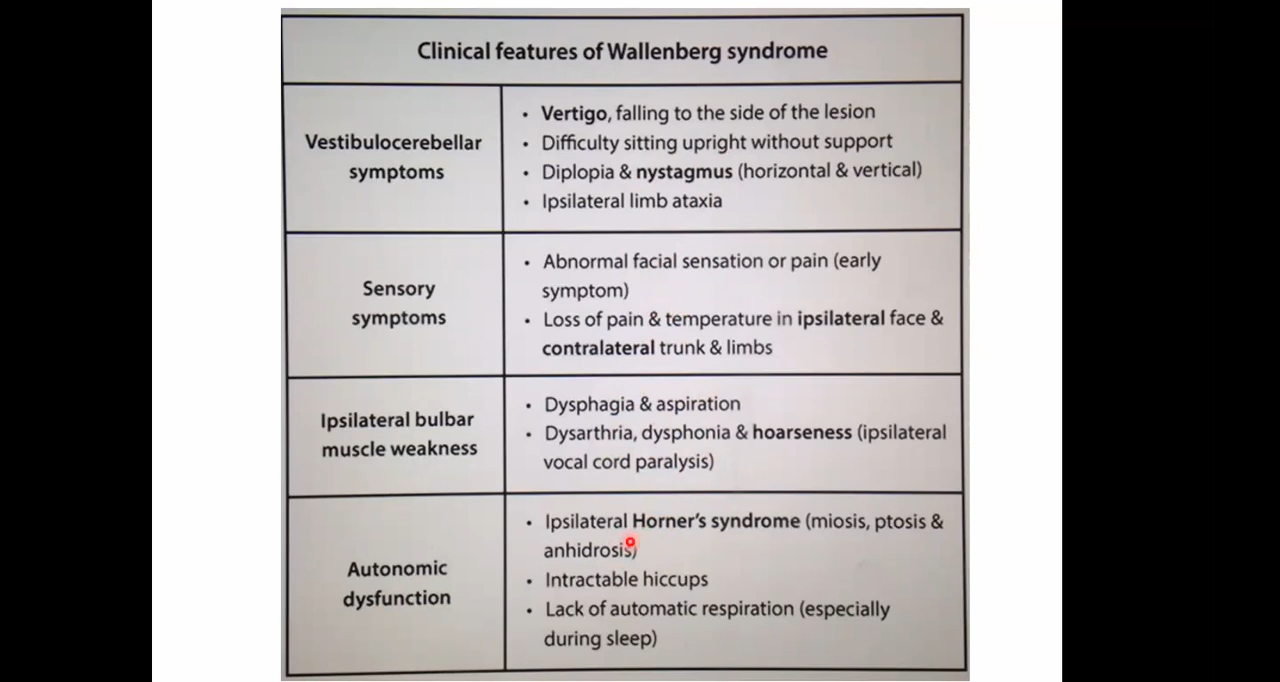 Clinical features of Wallenberg syndrome
Vestibulocerebellar
symptoms
• Vertigo, falling to the side of the lesion
• Difficulty sitting upright without support
• Diplopia & nystagmus (horizontal & vertical)
• Ipsilateral limb ataxia
Sensory
symptoms
• Abnormal facial sensation or pain (early
symptom)
• Loss of pain & temperature in ipsilateral face &
contralateral trunk & limbs
Ipsilateral bulbar
muscle weakness
• Dysphagia & aspiration
• Dysarthria, dysphonia & hoarseness (ipsilateral
vocal cord paralysis)
Autonomic
dysfunction
• Ipsilateral Horner's syndrome (miosis, ptosis &
anhidrosis)
• Intractable hiccups
• Lack of automatic respiration (especially
during sleep)